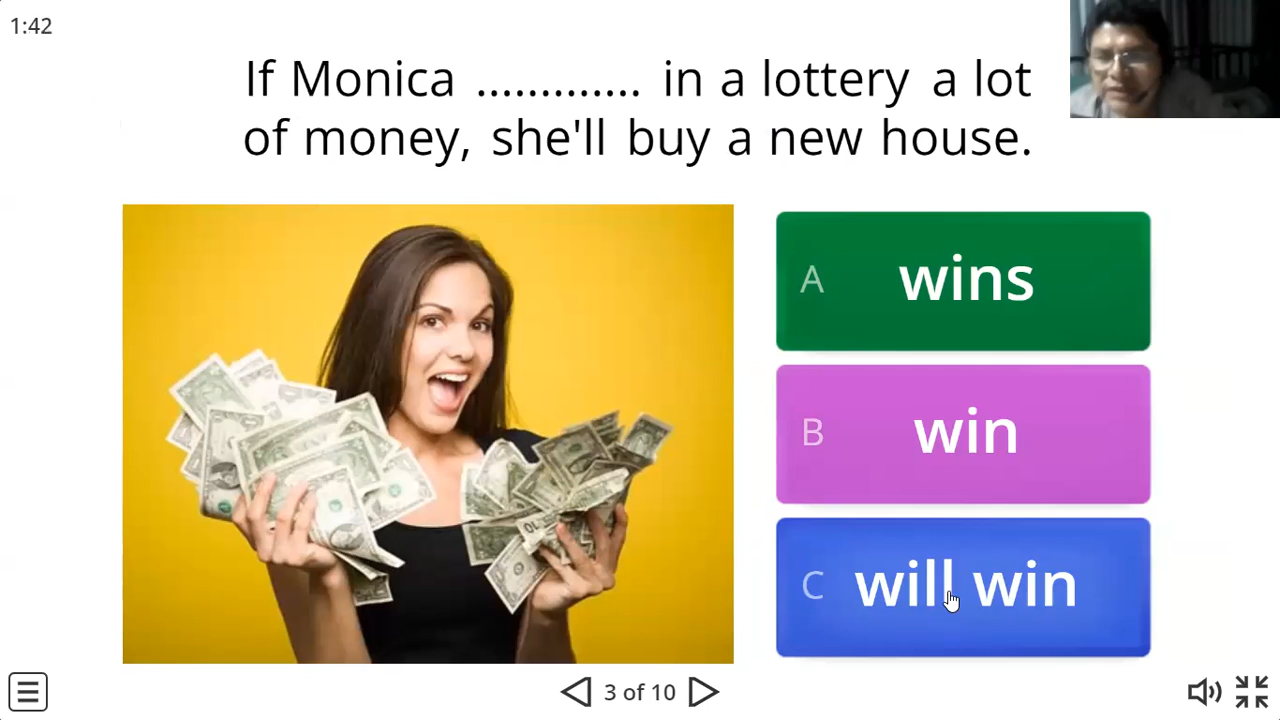 1:42
If Monica ............. in a lottery a lot
of money, she'll buy a new house.
A wins
B win
C will win
3 of 10